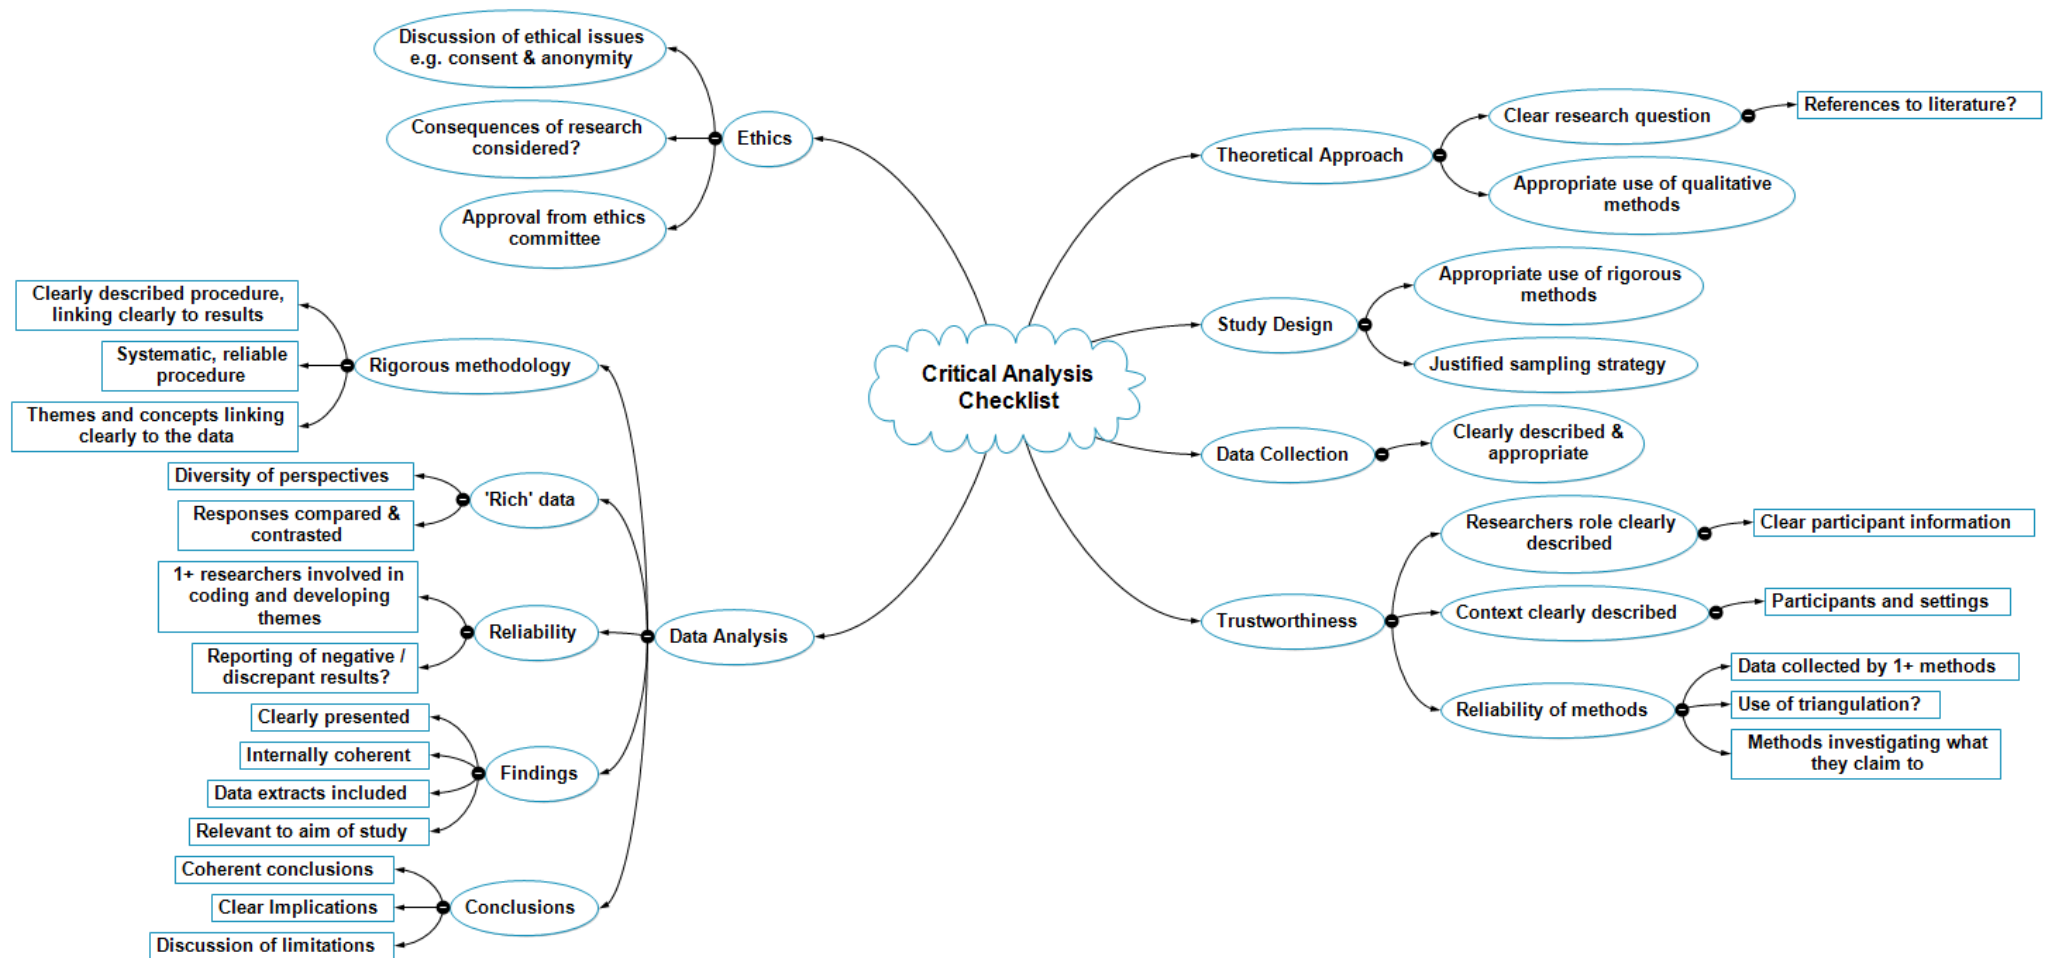 Critical Analysis
Checklist
Ethics
Discussion of ethical issues
e.g. consent & anonymity
Consequences of research
considered?
Approval from ethics
committee
Theoretical Approach
Clear research question
References to literature?
Appropriate use of qualitative
methods
Study Design
Appropriate use of rigorous
methods
Justified sampling strategy
Data Collection
Clearly described &
appropriate
Trustworthiness
Researchers role clearly
described
Clear participant information
Context clearly described
Participants and settings
Reliability of methods
Data collected by 1+ methods
Use of triangulation?
Methods investigating what
they claim to
Data Analysis
Rigorous methodology
Clearly described procedure,
linking clearly to results
Systematic, reliable
procedure
Themes and concepts linking
clearly to the data
'Rich' data
Diversity of perspectives
Responses compared &
contrasted
Reliability
1+ researchers involved in
coding and developing
themes
Reporting of negative /
discrepant results?
Findings
Clearly presented
Internally coherent
Data extracts included
Relevant to aim of study
Conclusions
Coherent conclusions
Clear Implications
Discussion of limitations